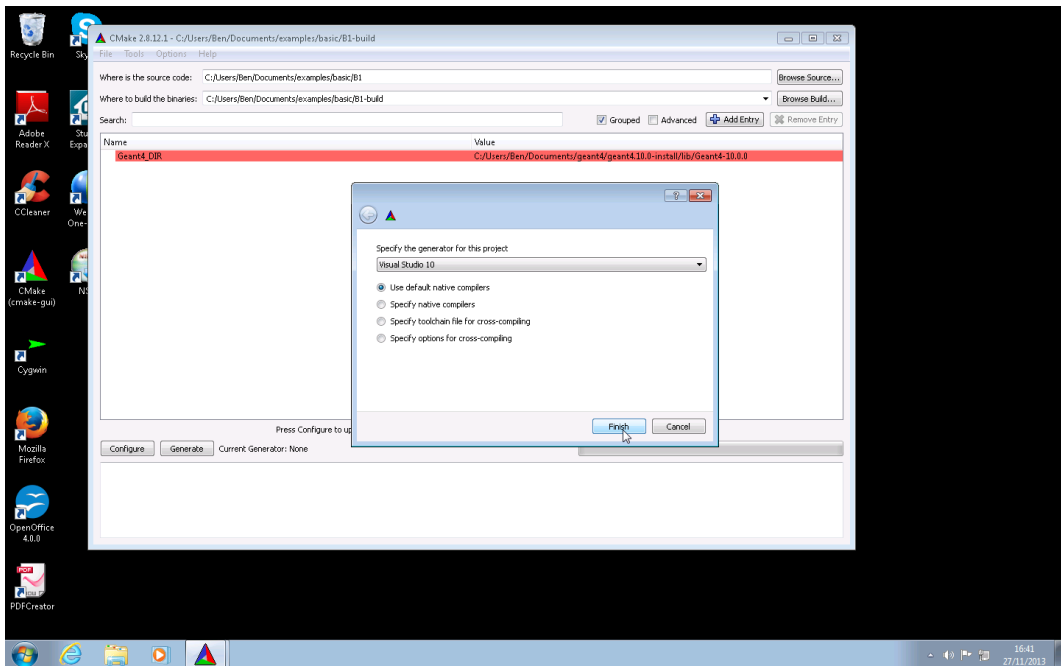 Recycle Bin
Sky
Adobe
Reader X
Stu
Expa
CCleaner
We
One-
CMake
(cmake-gui)
NS
Cygwin
Mozilla
Firefox
OpenOffice
4.0.0
PDFCreator
CMake 2.8.12.1 - C:/Users/Ben/Documents/examples/basic/B1-build
File Tools Options Help
Where is the source code: C:/Users/Ben/Documents/examples/basic/B1 Browse Source...
Where to build the binaries: C:/Users/Ben/Documents/examples/basic/B1-build Browse Build...
Search: Grouped Advanced Add Entry Remove Entry
Name Value
Geant4_DIR C:/Users/Ben/Documents/geant4/geant4.10.0-install/lib/Geant4-10.0.0
Specify the generator for this project
Visual Studio 10
Use default native compilers
Specify native compilers
Specify toolchain file for cross-compiling
Specify options for cross-compiling
Finish Cancel
Press Configure to up
Configure Generate Current Generator: None
16:41
27/11/2013